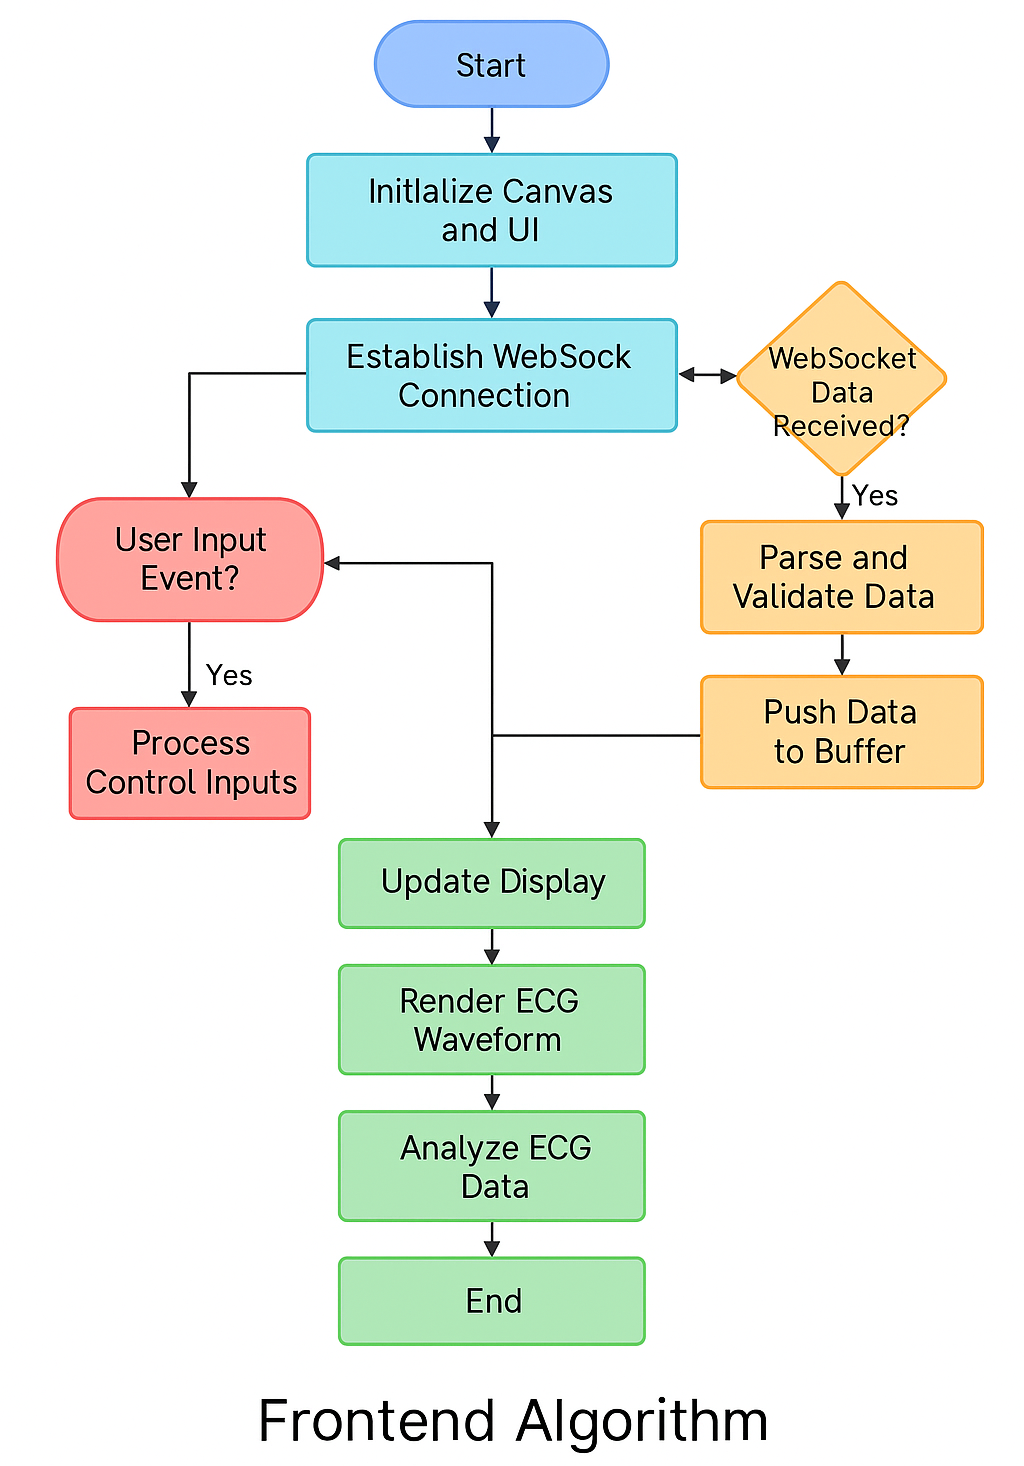 Start
InitIalize Canvas
and UI
Establish WebSock
Connection
WebSocket
Data
Received?
Yes
User Input
Event?
Parse and
Validate Data
Yes
Push Data
to Buffer
Process
Control Inputs
Update Display
Render ECG
Waveform
Analyze ECG
Data
End
Frontend Algorithm